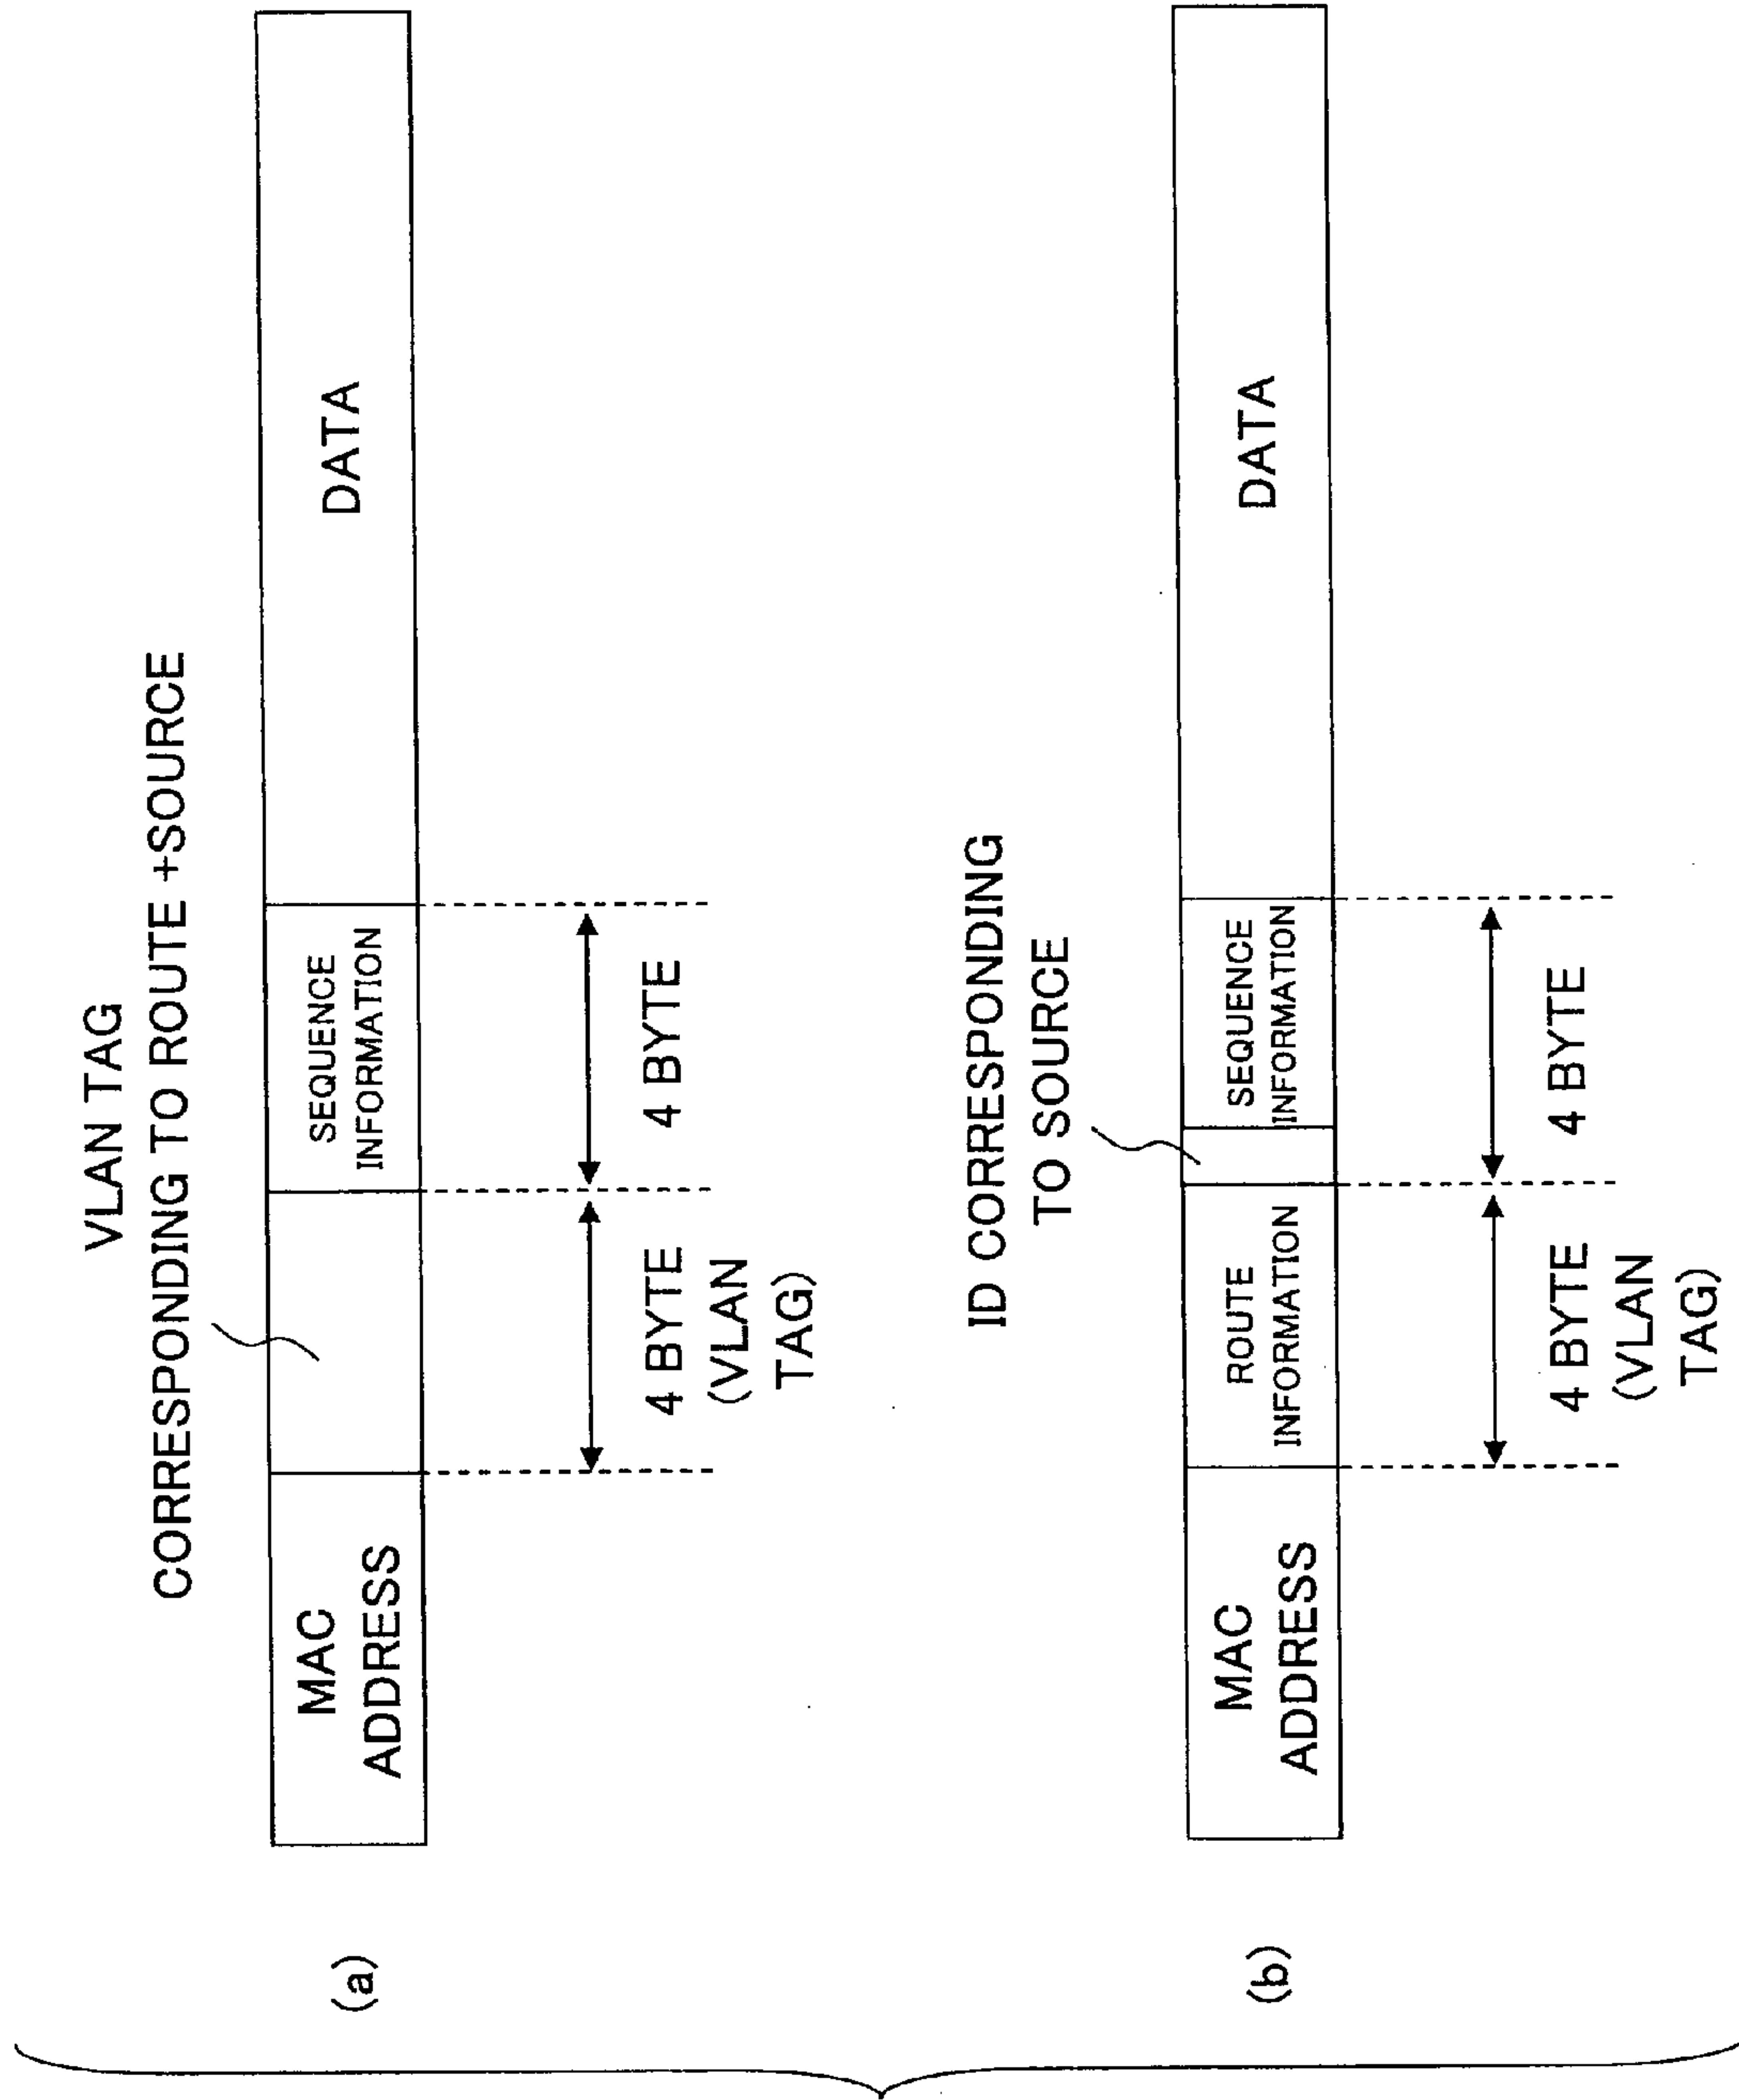 (a)
VLAN TAG
CORRESPONDING TO ROUTE +SOURCE
MAC
ADDRESS
SEQUENCE
INFORMATION
DATA
4 BYTE
(VLAN
TAG)
4 BYTE
(b)
ID CORRESPONDING
TO SOURCE
MAC
ADDRESS
ROUTE
INFORMATION
SEQUENCE
INFORMATION
DATA
4 BYTE
(VLAN
TAG)
4 BYTE